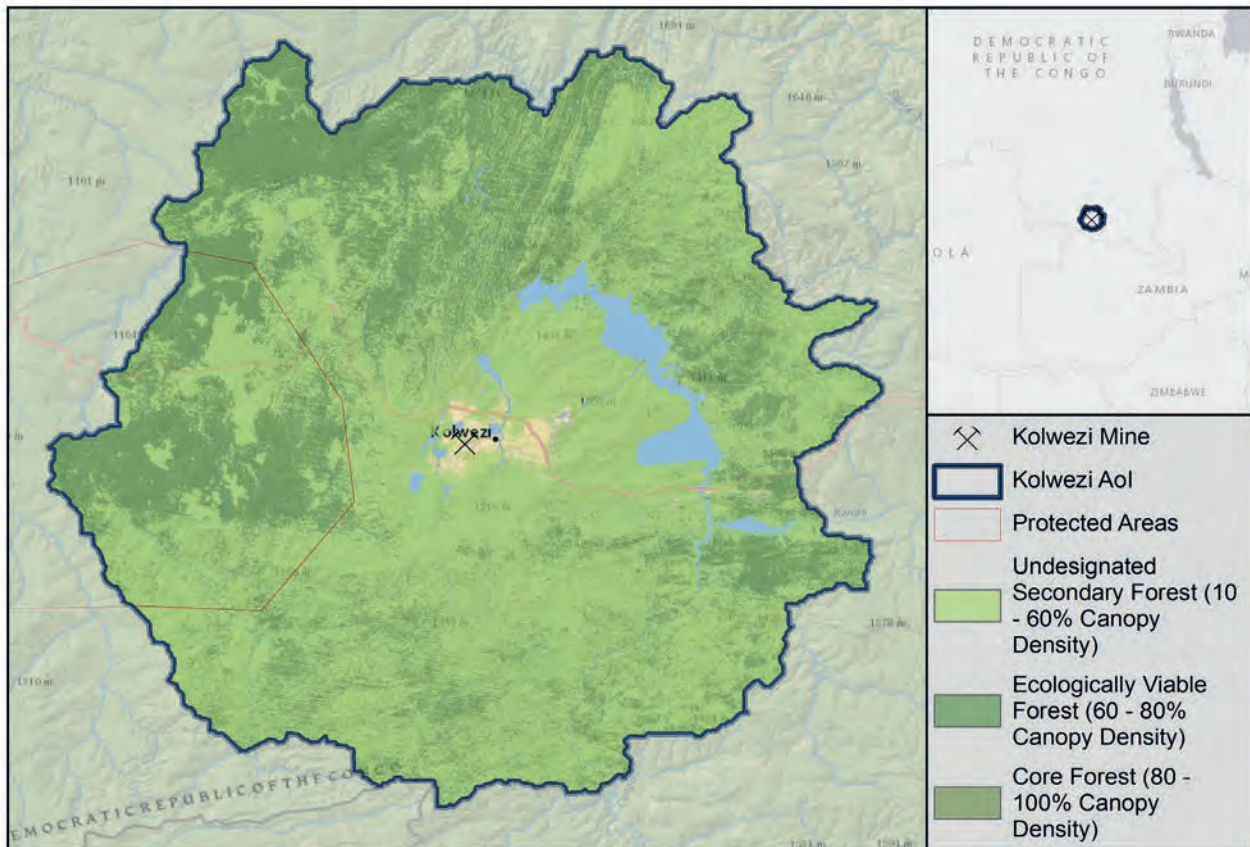 1691 m
1646 m
1502 m
1161 m
Kolwezi
1310 m
1578 m
DEMOCRATIC REPUBLIC OF THE CONGO
DEMOCRATIC
REPUBLIC OF
THE CONGO
RWANDA
BURUNDI
OLA
ZAMBIA
M
ZIMBABWE
Kolwezi Mine
Kolwezi AoI
Protected Areas
Undesignated
Secondary Forest (10
- 60% Canopy
Density)
Ecologically Viable
Forest (60 - 80%
Canopy Density)
Core Forest (80 -
100% Canopy
Density)